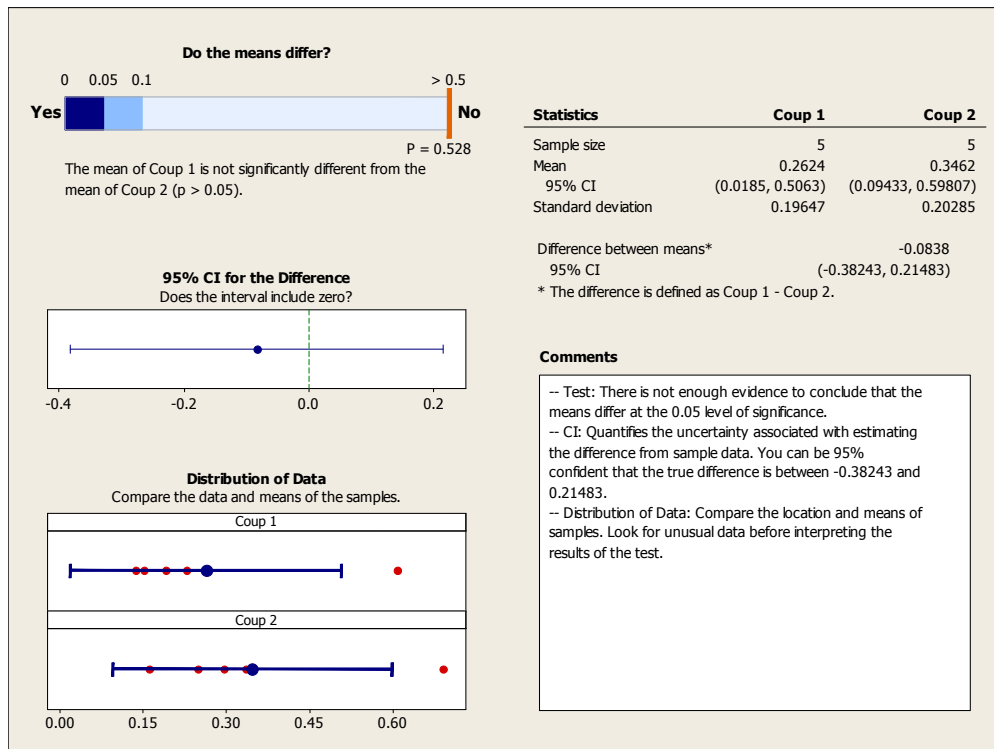 Do the means differ?
0 0.05 0.1 > 0.5
Yes No
P = 0.528
The mean of Coup 1 is not significantly different from the
mean of Coup 2 (p > 0.05).
Statistics Coup 1 Coup 2
Sample size 5 5
Mean 0.2624 0.3462
95% CI (0.0185, 0.5063) (0.09433, 0.59807)
Standard deviation 0.19647 0.20285
Difference between means* -0.0838
95% CI (-0.38243, 0.21483)
* The difference is defined as Coup 1 - Coup 2.
95% CI for the Difference
Does the interval include zero?
-0.4 -0.2 0.0 0.2
Distribution of Data
Compare the data and means of the samples.
Coup 1
Coup 2
0.00 0.15 0.30 0.45 0.60
Comments
-- Test: There is not enough evidence to conclude that the
means differ at the 0.05 level of significance.
-- CI: Quantifies the uncertainty associated with estimating
the difference from sample data. You can be 95%
confident that the true difference is between -0.38243 and
0.21483.
-- Distribution of Data: Compare the location and means of
samples. Look for unusual data before interpreting the
results of the test.